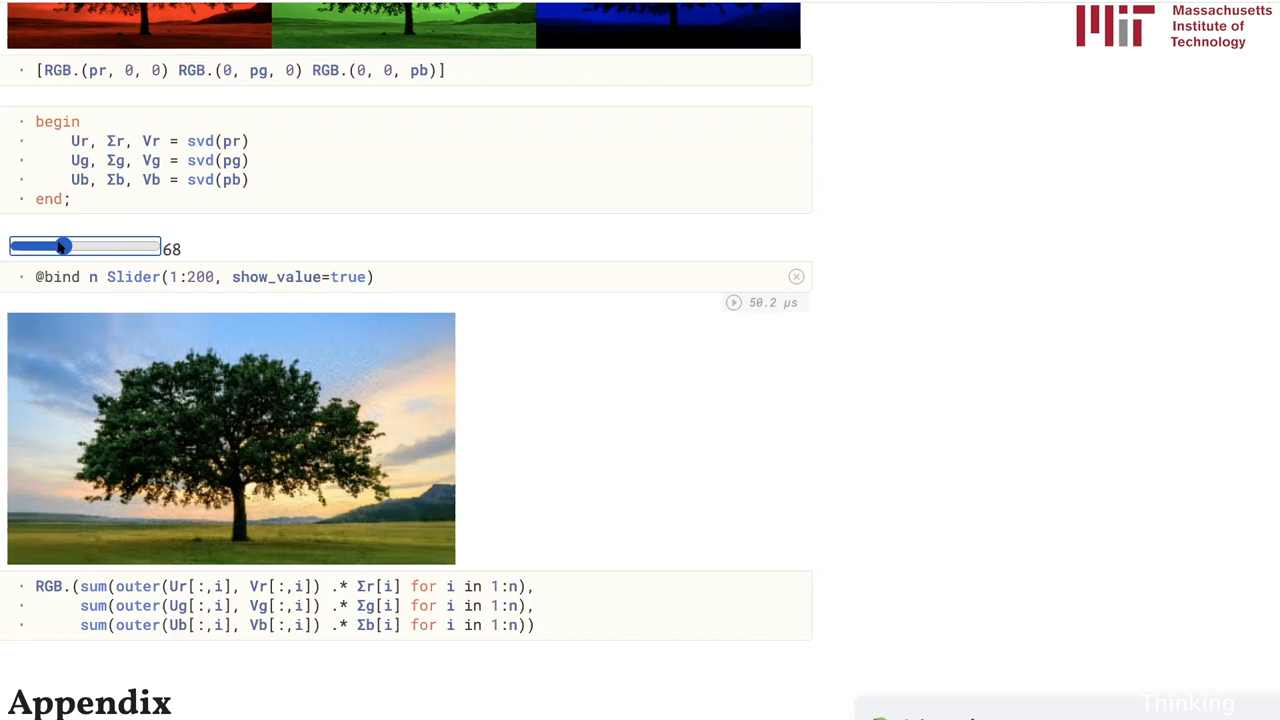 Massachusetts
Institute of
Technology
[RGB.(pr, 0, 0) RGB.(0, pg, 0) RGB.(0, 0, pb)]
begin
Ur, Σr, Vr = svd(pr)
Ug, Σg, Vg = svd(pg)
Ub, Σb, Vb = svd(pb)
end;
68
@bind n Slider(1:200, show_value=true)
50.2 μs
RGB.(sum(outer(Ur[:,i], Vr[:,i]) .* Σr[i] for i in 1:n),
sum(outer(Ug[:,i], Vg[:,i]) .* Σg[i] for i in 1:n),
sum(outer(Ub[:,i], Vb[:,i]) .* Σb[i] for i in 1:n))
Appendix
Thinking